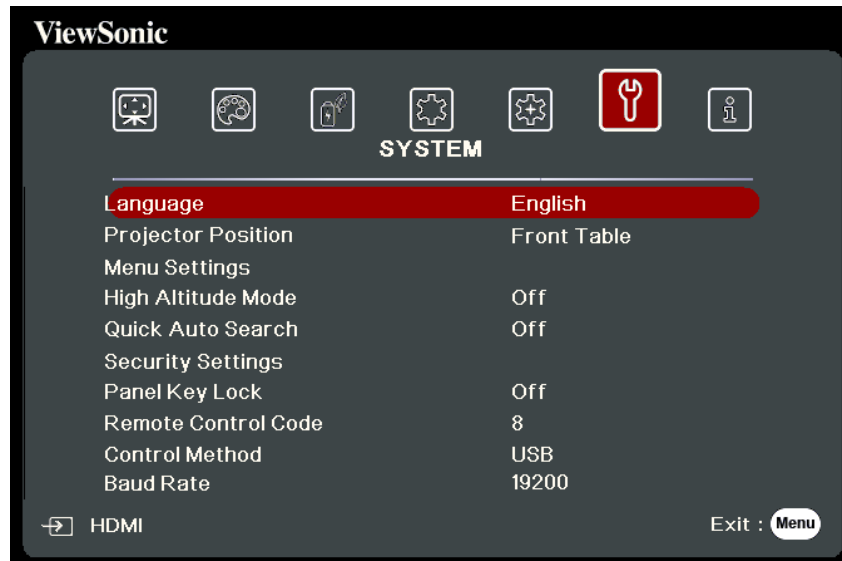 ViewSonic
SYSTEM
Language English
Projector Position Front Table
Menu Settings
High Altitude Mode Off
Quick Auto Search Off
Security Settings
Panel Key Lock Off
Remote Control Code 8
Control Method USB
Baud Rate 19200
HDMI Exit : Menu